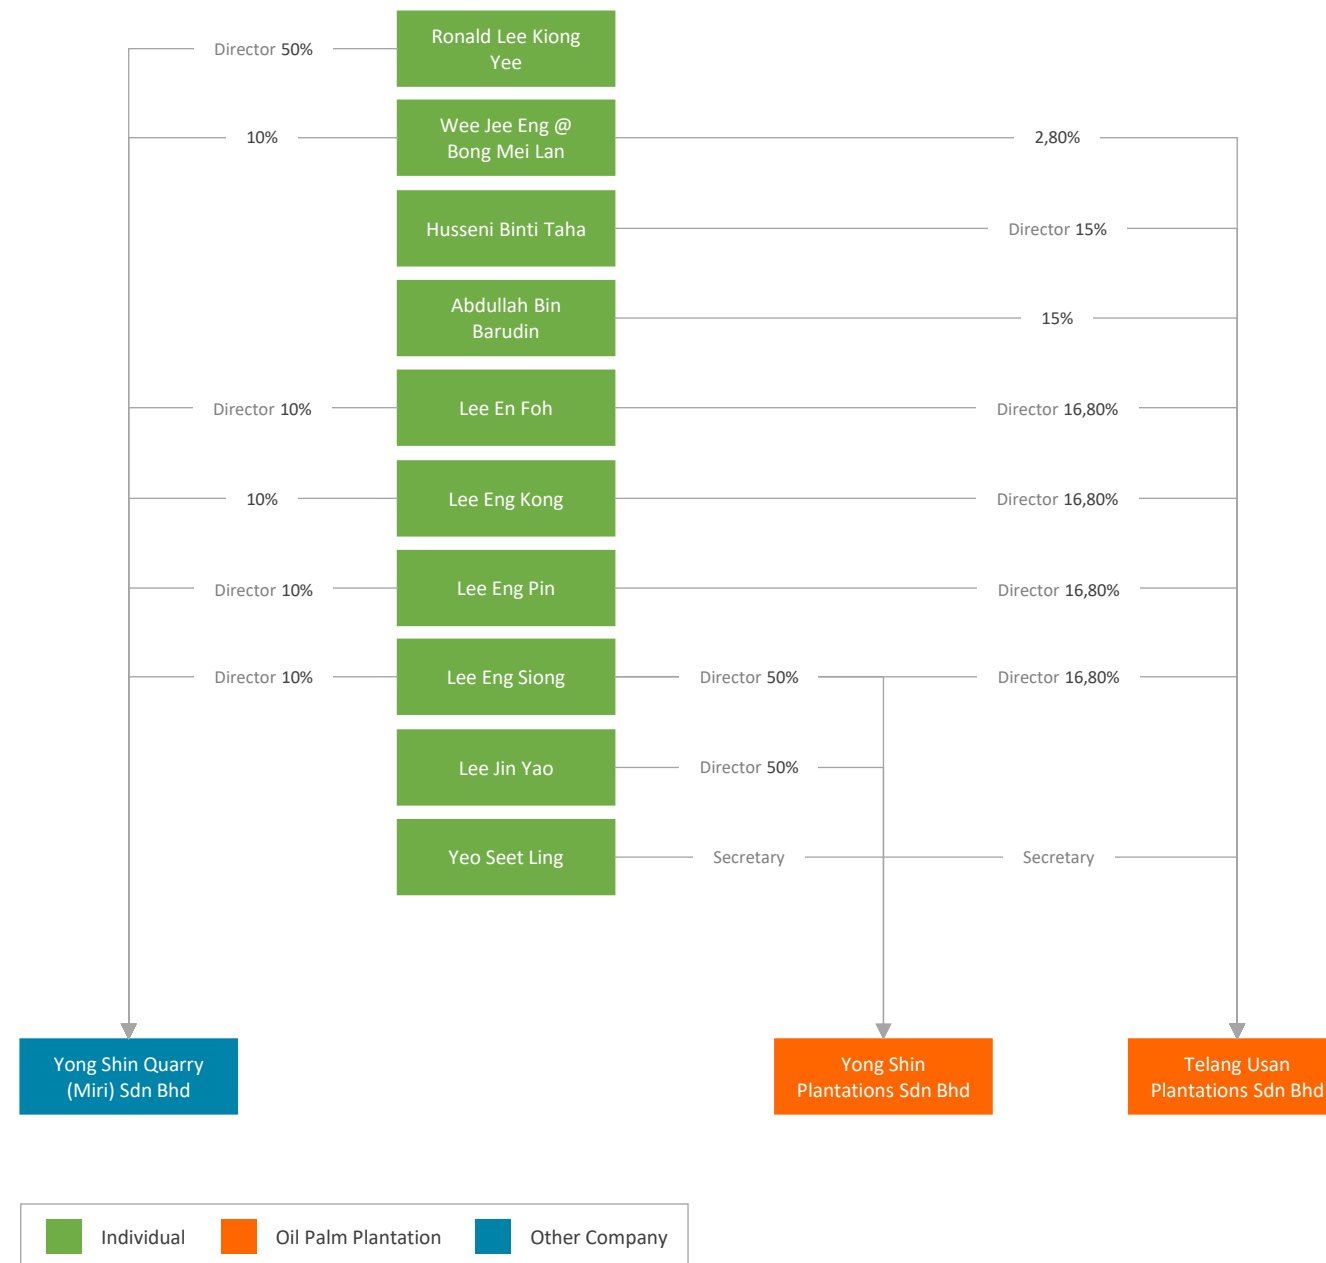 Director 50%
Ronald Lee Kiong
Yee
10%
Wee Jee Eng @
Bong Mei Lan
2,80%
Husseni Binti Taha
Director 15%
Abdullah Bin
Barudin
15%
Director 10%
Lee En Foh
Director 16,80%
10%
Lee Eng Kong
Director 16,80%
Director 10%
Lee Eng Pin
Director 16,80%
Director 10%
Lee Eng Siong
Director 50%
Director 16,80%
Lee Jin Yao
Director 50%
Yeo Seet Ling
Secretary
Secretary
Yong Shin Quarry
(Miri) Sdn Bhd
Yong Shin
Plantations Sdn Bhd
Telang Usan
Plantations Sdn Bhd
Individual
Oil Palm Plantation
Other Company